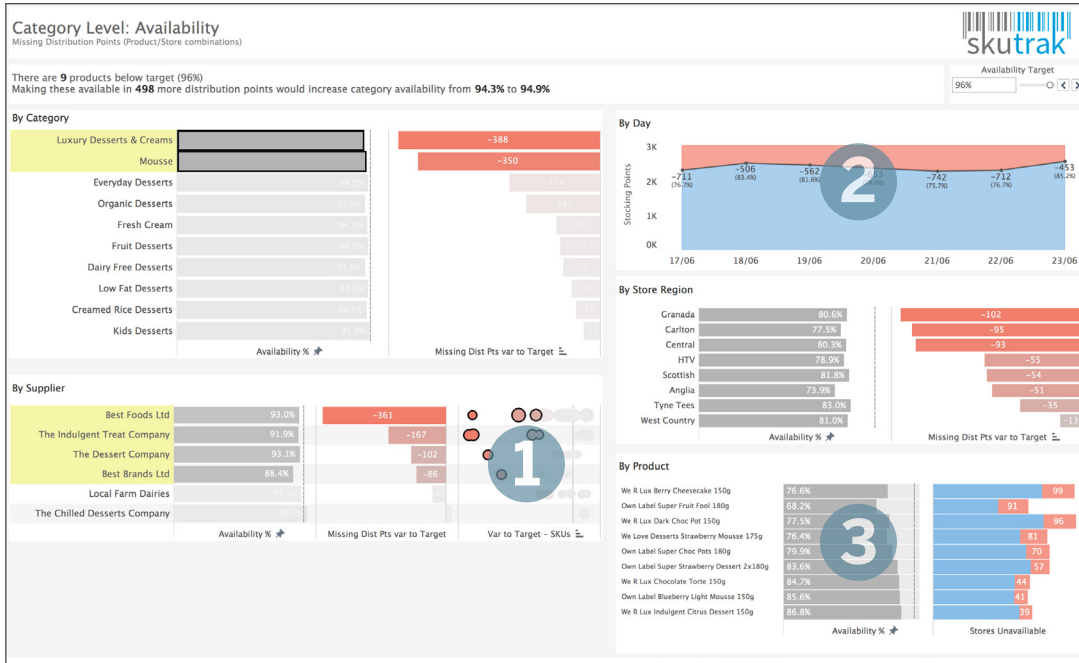 Category Level: Availability
Missing Distribution Points (Product/Store combinations)
skutrak
There are 9 products below target (96%)
Making these available in 498 more distribution points would increase category availability from 94.3% to 94.9%
Availability Target
96%
By Category
Luxury Desserts & Creams -388
Mousse -350
Everyday Desserts
Organic Desserts
Fresh Cream
Fruit Desserts
Dairy Free Desserts
Low Fat Desserts
Creamed Rice Desserts
Kids Desserts
Availability % Missing Dist Pts var to Target
By Supplier
Best Foods Ltd 93.0% -361
The Indulgent Treat Company 91.9% -167
The Dessert Company 93.1% -102
Best Brands Ltd 88.4% -86
Local Farm Dairies
The Chilled Desserts Company
Availability % Missing Dist Pts var to Target Var to Target - SKUs
1
By Day
Stocking Points
3K
2K
1K
0K
-711 -506 -562 -742 -712 -453
(76.7%) (83.4%) (81.6%) (75.7%) (76.7%) (85.2%)
2
17/06 18/06 19/06 20/06 21/06 22/06 23/06
By Store Region
Granada 80.6% -102
Carlton 77.5% -95
Central 80.3% -93
HTV 78.9% -55
Scottish 81.8% -54
Anglia 73.9% -51
Tyne Tees 83.0% -35
West Country 81.0% -13
Availability % Missing Dist Pts var to Target
By Product
We R Lux Berry Cheesecake 150g 76.6% 99
Own Label Super Fruit Fool 180g 68.2% 91
We R Lux Dark Choc Pot 150g 77.5% 96
We Love Desserts Strawberry Mousse 175g 76.4% 81
Own Label Super Choc Pots 180g 79.9% 70
Own Label Super Strawberry Dessert 2x180g 83.6% 57
We R Lux Chocolate Torte 150g 84.7% 44
Own Label Blueberry Light Mousse 150g 85.6% 41
We R Lux Indulgent Citrus Dessert 150g 86.8% 39
3
Availability % Stores Unavailable